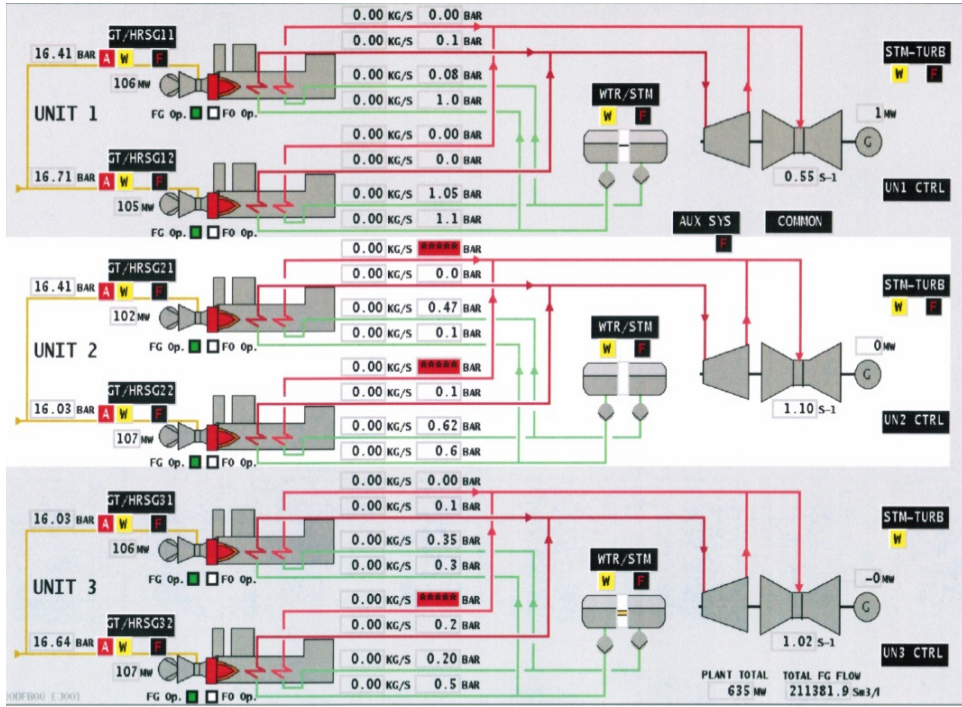 0.00 KG/S 0.00 BAR
GT/HRSG11
0.00 KG/S 0.1 BAR
16.41 BAR A W F
STM-TURB
W F
106 MW
0.00 KG/S 0.08 BAR
UNIT 1
0.00 KG/S 1.0 BAR
WTR/STM
W F
1 MW
FG Op. FO Op.
G
GT/HRSG12
0.00 KG/S 0.00 BAR
0.00 KG/S 0.0 BAR
16.71 BAR A W F
0.55 S-1
UN1 CTRL
105 MW
0.00 KG/S 1.05 BAR
0.00 KG/S 1.1 BAR
FG Op. FO Op.
AUX SYS COMMON
F
0.00 KG/S ***** BAR
GT/HRSG21
0.00 KG/S 0.0 BAR
16.41 BAR A W F
STM-TURB
W F
102 MW
0.00 KG/S 0.47 BAR
UNIT 2
0.00 KG/S 0.1 BAR
WTR/STM
W F
0 MW
FG Op. FO Op.
G
GT/HRSG22
0.00 KG/S ***** BAR
0.00 KG/S 0.1 BAR
16.03 BAR A W F
1.10 S-1
UN2 CTRL
107 MW
0.00 KG/S 0.62 BAR
0.00 KG/S 0.6 BAR
FG Op. FO Op.
0.00 KG/S 0.00 BAR
GT/HRSG31
0.00 KG/S 0.1 BAR
16.03 BAR A W F
STM-TURB
W
106 MW
0.00 KG/S 0.35 BAR
UNIT 3
0.00 KG/S 0.3 BAR
WTR/STM
W F
-0 MW
FG Op. FO Op.
G
GT/HRSG32
0.00 KG/S ***** BAR
0.00 KG/S 0.2 BAR
16.64 BAR A W F
1.02 S-1
UN3 CTRL
107 MW
0.00 KG/S 0.20 BAR
0.00 KG/S 0.5 BAR
FG Op. FO Op.
PLANT TOTAL TOTAL FG FLOW
635 MW 211381.9 Sm3/